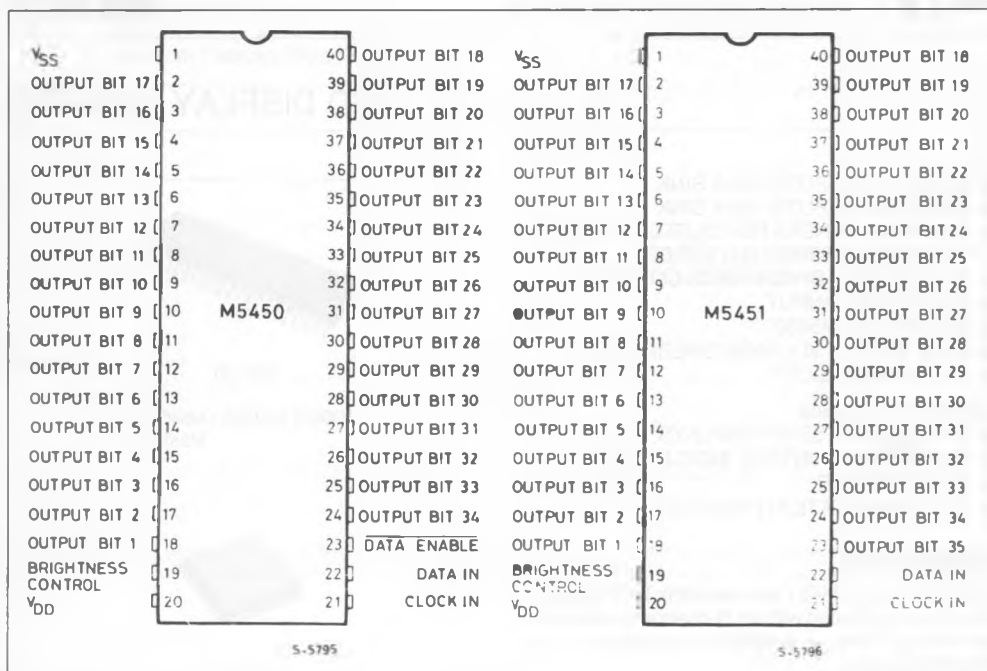 VSS 1 40 OUTPUT BIT 18
OUTPUT BIT 17 2 39 OUTPUT BIT 19
OUTPUT BIT 16 3 38 OUTPUT BIT 20
OUTPUT BIT 15 4 37 OUTPUT BIT 21
OUTPUT BIT 14 5 36 OUTPUT BIT 22
OUTPUT BIT 13 6 35 OUTPUT BIT 23
OUTPUT BIT 12 7 34 OUTPUT BIT 24
OUTPUT BIT 11 8 33 OUTPUT BIT 25
OUTPUT BIT 10 9 32 OUTPUT BIT 26
OUTPUT BIT 9 10 M5450 31 OUTPUT BIT 27
OUTPUT BIT 8 11 30 OUTPUT BIT 28
OUTPUT BIT 7 12 29 OUTPUT BIT 29
OUTPUT BIT 6 13 28 OUTPUT BIT 30
OUTPUT BIT 5 14 27 OUTPUT BIT 31
OUTPUT BIT 4 15 26 OUTPUT BIT 32
OUTPUT BIT 3 16 25 OUTPUT BIT 33
OUTPUT BIT 2 17 24 OUTPUT BIT 34
OUTPUT BIT 1 18 23 DATA ENABLE
BRIGHTNESS
CONTROL 19 22 DATA IN
VDD 20 21 CLOCK IN
S-5795
VSS 1 40 OUTPUT BIT 18
OUTPUT BIT 17 2 39 OUTPUT BIT 19
OUTPUT BIT 16 3 38 OUTPUT BIT 20
OUTPUT BIT 15 4 37 OUTPUT BIT 21
OUTPUT BIT 14 5 36 OUTPUT BIT 22
OUTPUT BIT 13 6 35 OUTPUT BIT 23
OUTPUT BIT 12 7 34 OUTPUT BIT 24
OUTPUT BIT 11 8 33 OUTPUT BIT 25
OUTPUT BIT 10 9 32 OUTPUT BIT 26
OUTPUT BIT 9 10 M5451 31 OUTPUT BIT 27
OUTPUT BIT 8 11 30 OUTPUT BIT 28
OUTPUT BIT 7 12 29 OUTPUT BIT 29
OUTPUT BIT 6 13 28 OUTPUT BIT 30
OUTPUT BIT 5 14 27 OUTPUT BIT 31
OUTPUT BIT 4 15 26 OUTPUT BIT 32
OUTPUT BIT 3 16 25 OUTPUT BIT 33
OUTPUT BIT 2 17 24 OUTPUT BIT 34
OUTPUT BIT 1 18 23 OUTPUT BIT 35
BRIGHTNESS
CONTROL 19 22 DATA IN
VDD 20 21 CLOCK IN
S-5796